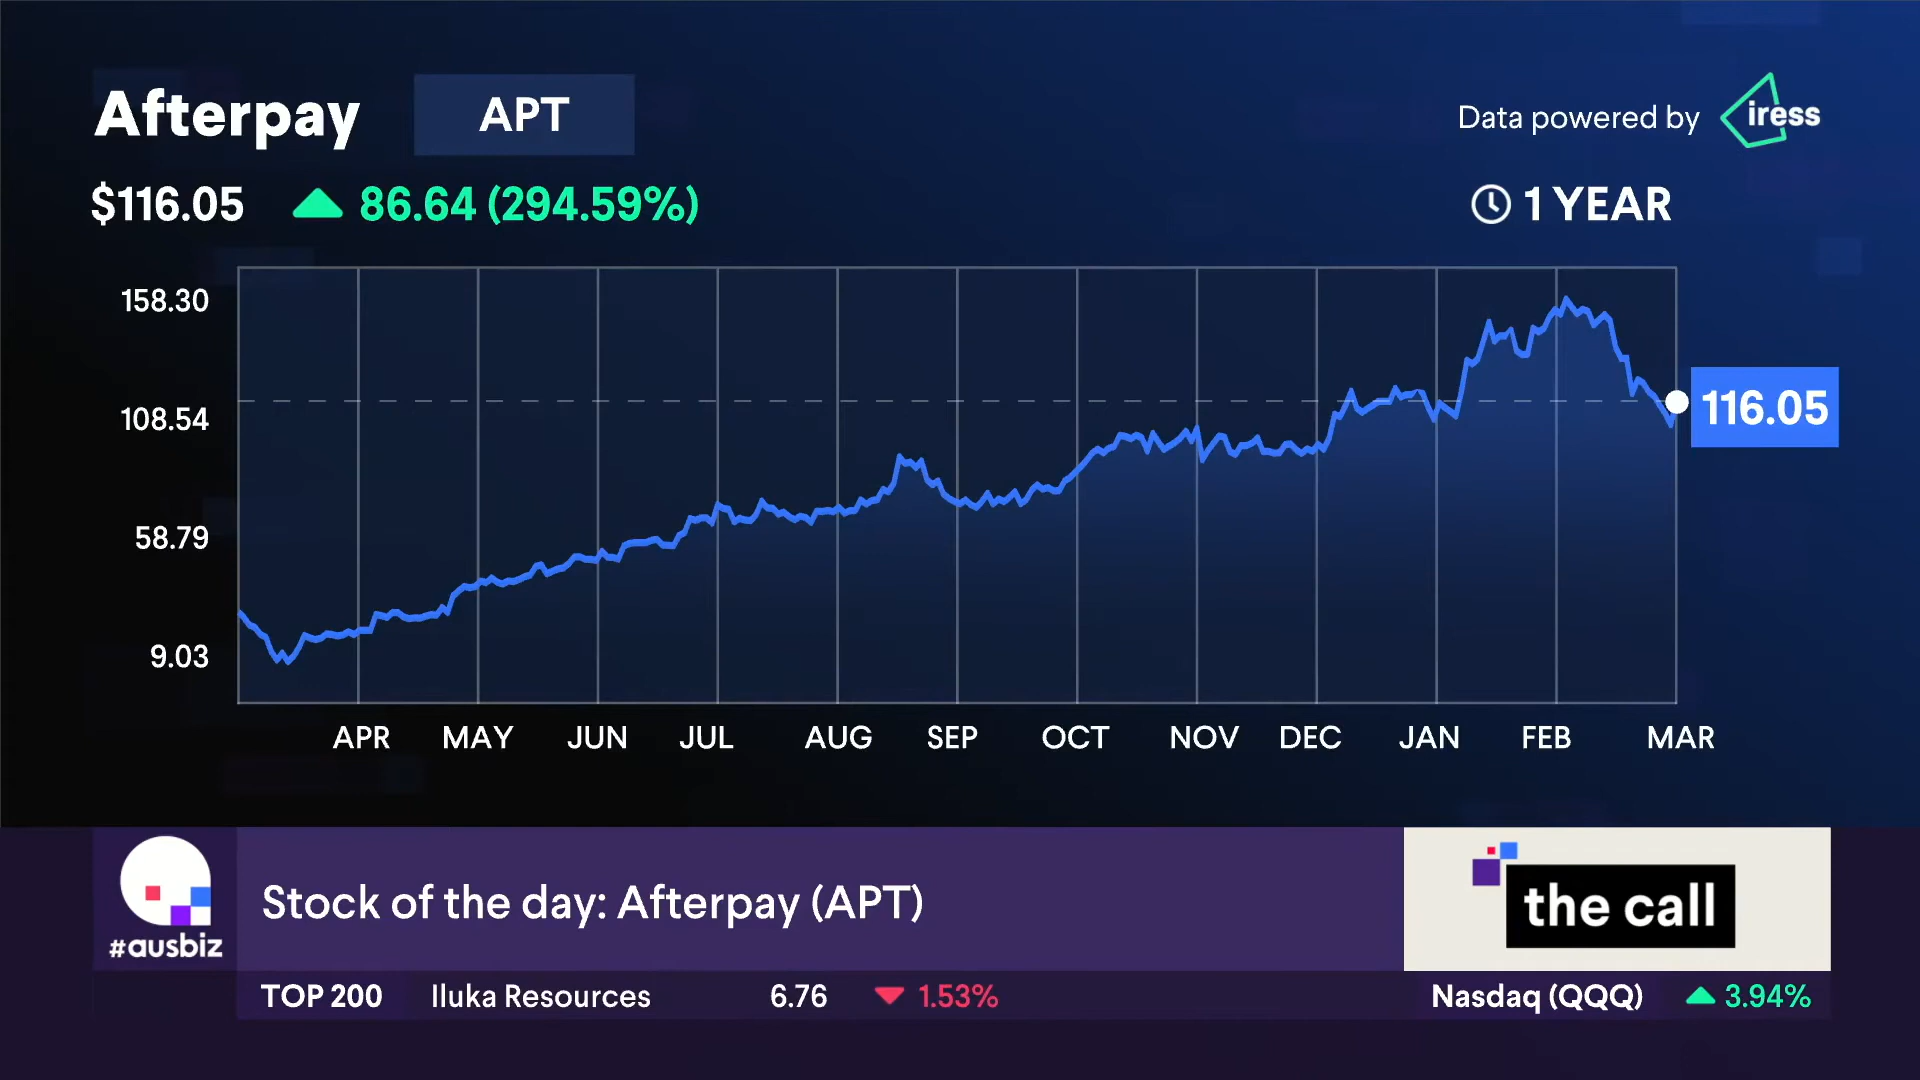 Afterpay APT
Data powered by iress
$116.05 86.64 (294.59%)
1 YEAR
158.30
108.54
58.79
9.03
116.05
APR MAY JUN JUL AUG SEP OCT NOV DEC JAN FEB MAR
#ausbiz
Stock of the day: Afterpay (APT)
the call
TOP 200 Iluka Resources 6.76 1.53% Nasdaq (QQQ) 3.94%